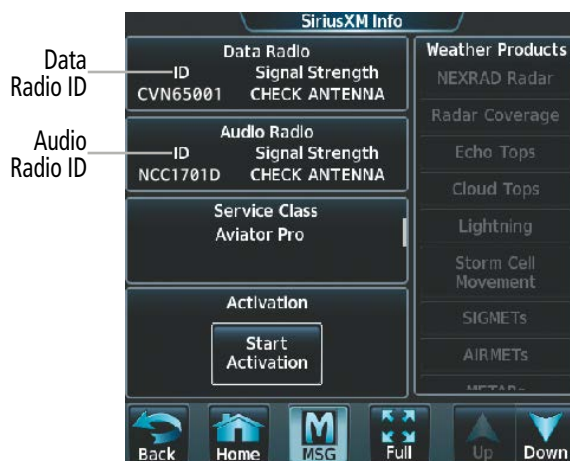 SiriusXM Info
Data
Radio ID
Data Radio
ID Signal Strength
CVN65001 CHECK ANTENNA
Audio
Radio ID
Audio Radio
ID Signal Strength
NCC1701D CHECK ANTENNA
Service Class
Aviator Pro
Activation
Start
Activation
Weather Products
NEXRAD Radar
Radar Coverage
Echo Tops
Cloud Tops
Lightning
Storm Cell
Movement
SIGMETs
AIRMETs
METARs
Back Home MSG Full Up Down